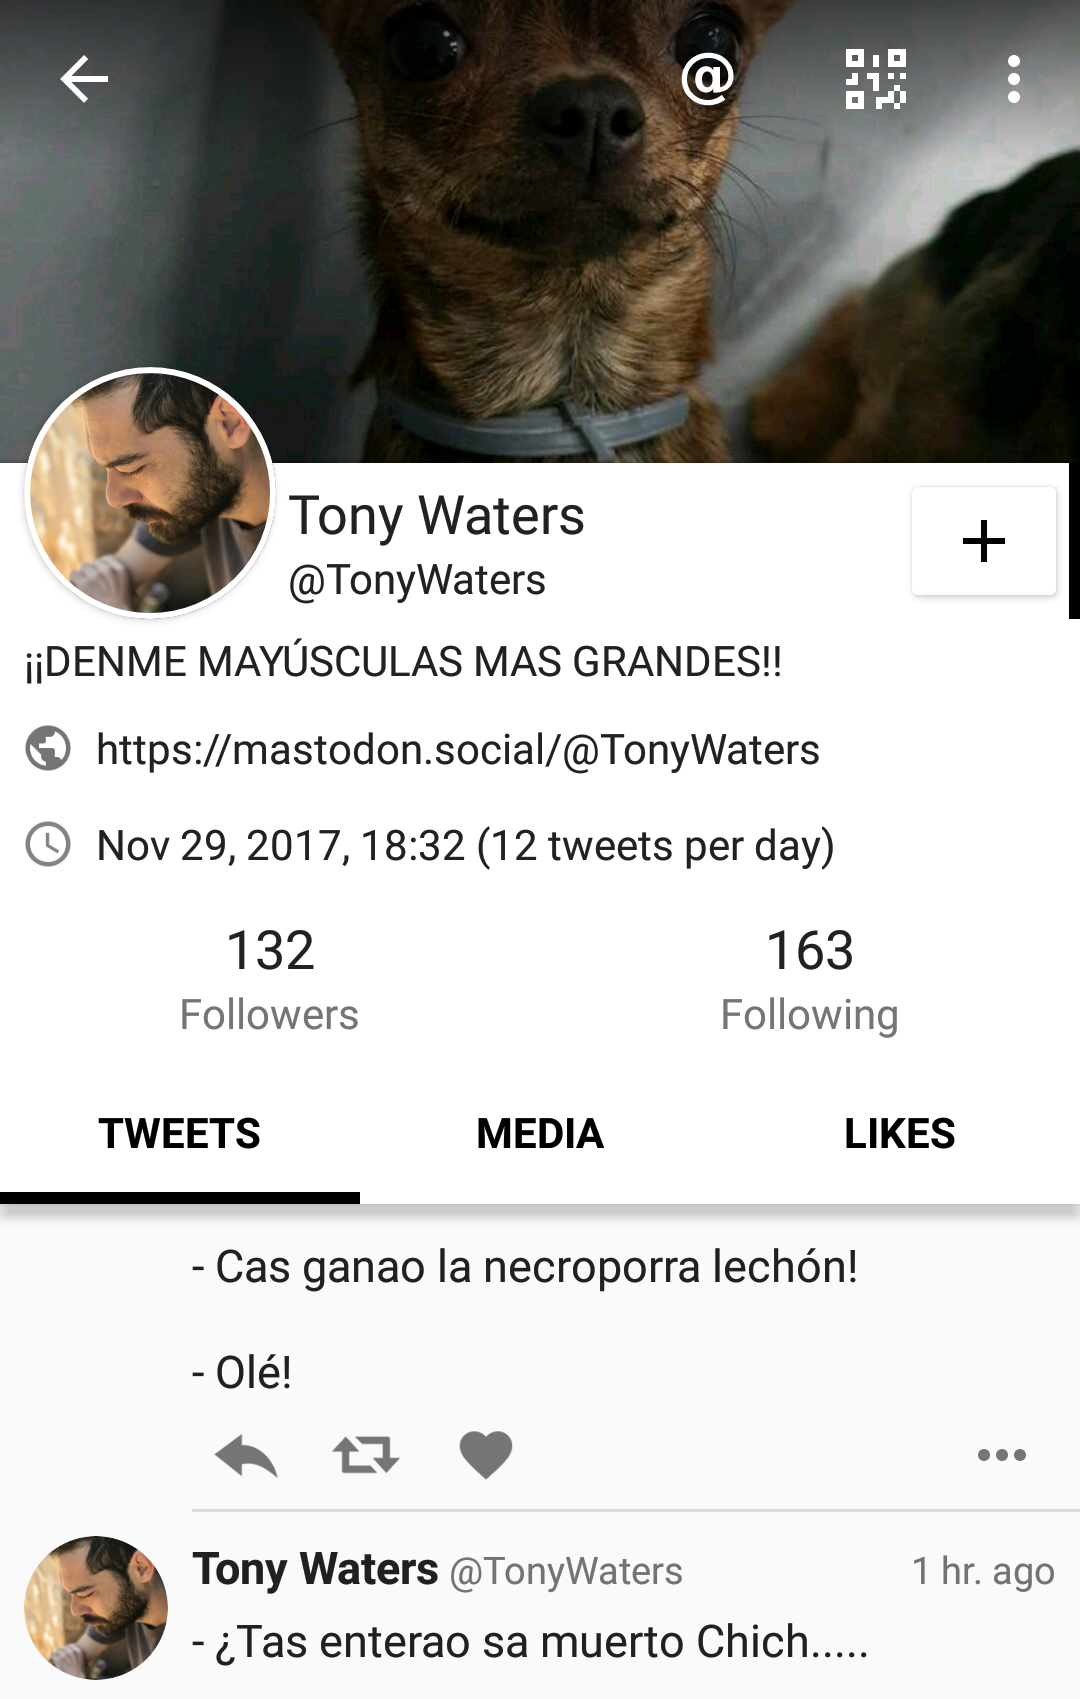 @
Tony Waters
@TonyWaters
¡¡DENME MAYÚSCULAS MAS GRANDES!!
https://mastodon.social/@TonyWaters
Nov 29, 2017, 18:32 (12 tweets per day)
132
Followers
163
Following
TWEETS
MEDIA
LIKES
- Cas ganao la necroporra lechón!
- Olé!
Tony Waters @TonyWaters 1 hr. ago
- ¿Tas enterao sa muerto Chich.....